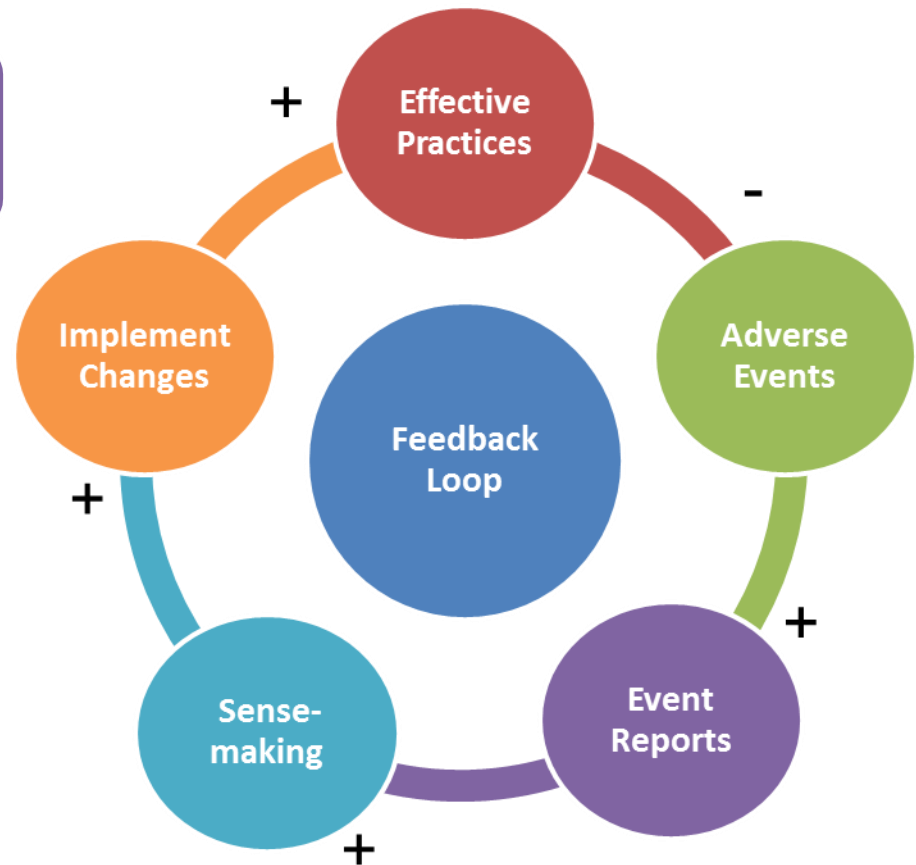 +
Effective
Practices
-
Implement
Changes
Adverse
Events
Feedback
Loop
+
+
Event
Reports
Sense-
making
+